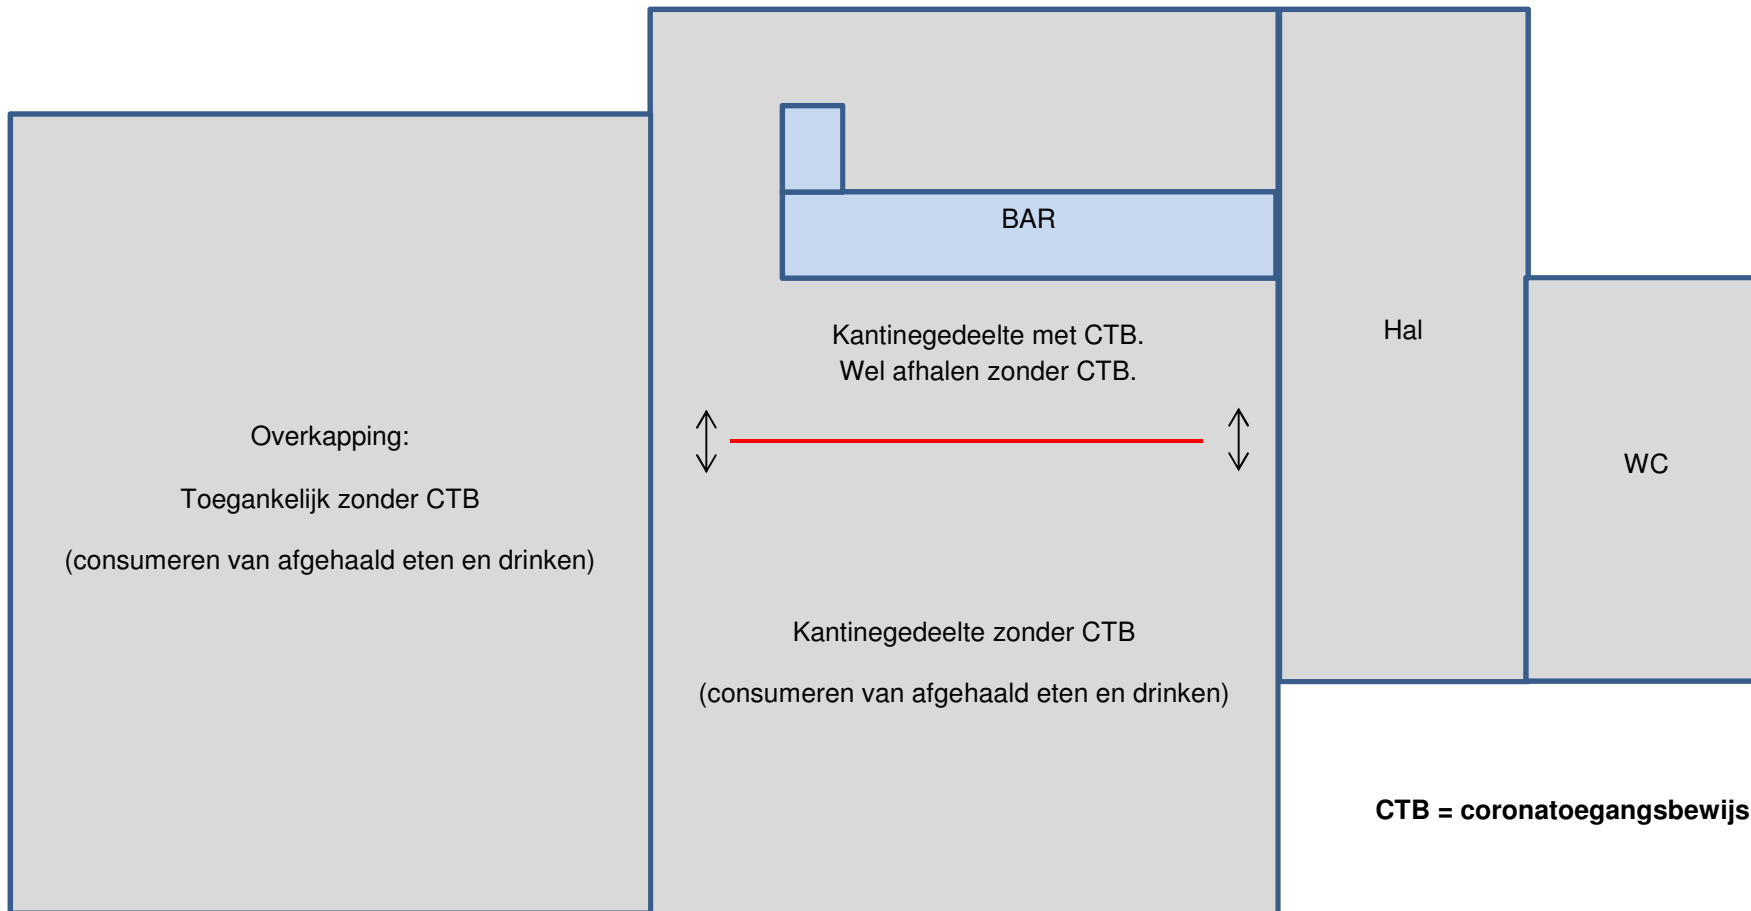 BAR
Kantinegedeelte met CTB.
Wel afhalen zonder CTB.
Hal
Overkapping:
Toegankelijk zonder CTB
(consumeren van afgehaald eten en drinken)
WC
Kantinegedeelte zonder CTB
(consumeren van afgehaald eten en drinken)
CTB = coronatoegangsbewijs